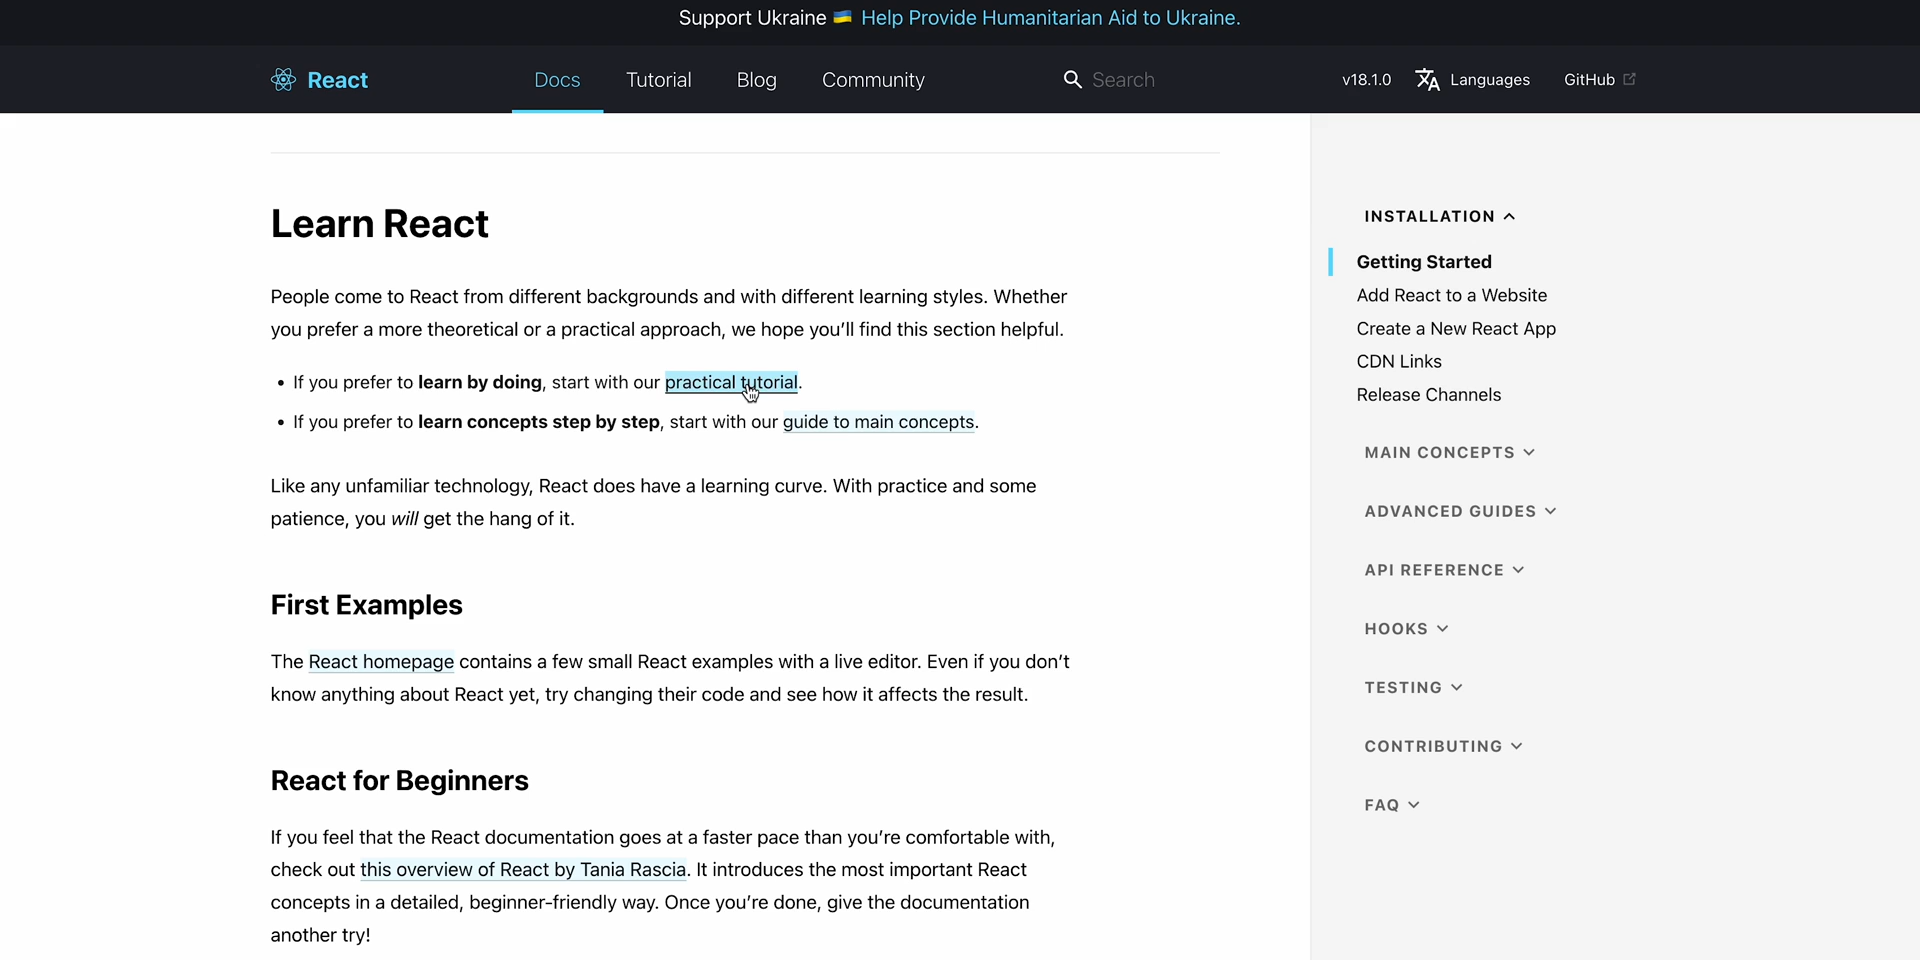 Support Ukraine 🇺🇦 Help Provide Humanitarian Aid to Ukraine.
React Docs Tutorial Blog Community Search v18.1.0 Languages GitHub
Learn React
People come to React from different backgrounds and with different learning styles. Whether
you prefer a more theoretical or a practical approach, we hope you’ll find this section helpful.
• If you prefer to learn by doing, start with our practical tutorial.
• If you prefer to learn concepts step by step, start with our guide to main concepts.
Like any unfamiliar technology, React does have a learning curve. With practice and some
patience, you will get the hang of it.
First Examples
The React homepage contains a few small React examples with a live editor. Even if you don’t
know anything about React yet, try changing their code and see how it affects the result.
React for Beginners
If you feel that the React documentation goes at a faster pace than you’re comfortable with,
check out this overview of React by Tania Rascia. It introduces the most important React
concepts in a detailed, beginner-friendly way. Once you’re done, give the documentation
another try!
INSTALLATION
Getting Started
Add React to a Website
Create a New React App
CDN Links
Release Channels
MAIN CONCEPTS
ADVANCED GUIDES
API REFERENCE
HOOKS
TESTING
CONTRIBUTING
FAQ